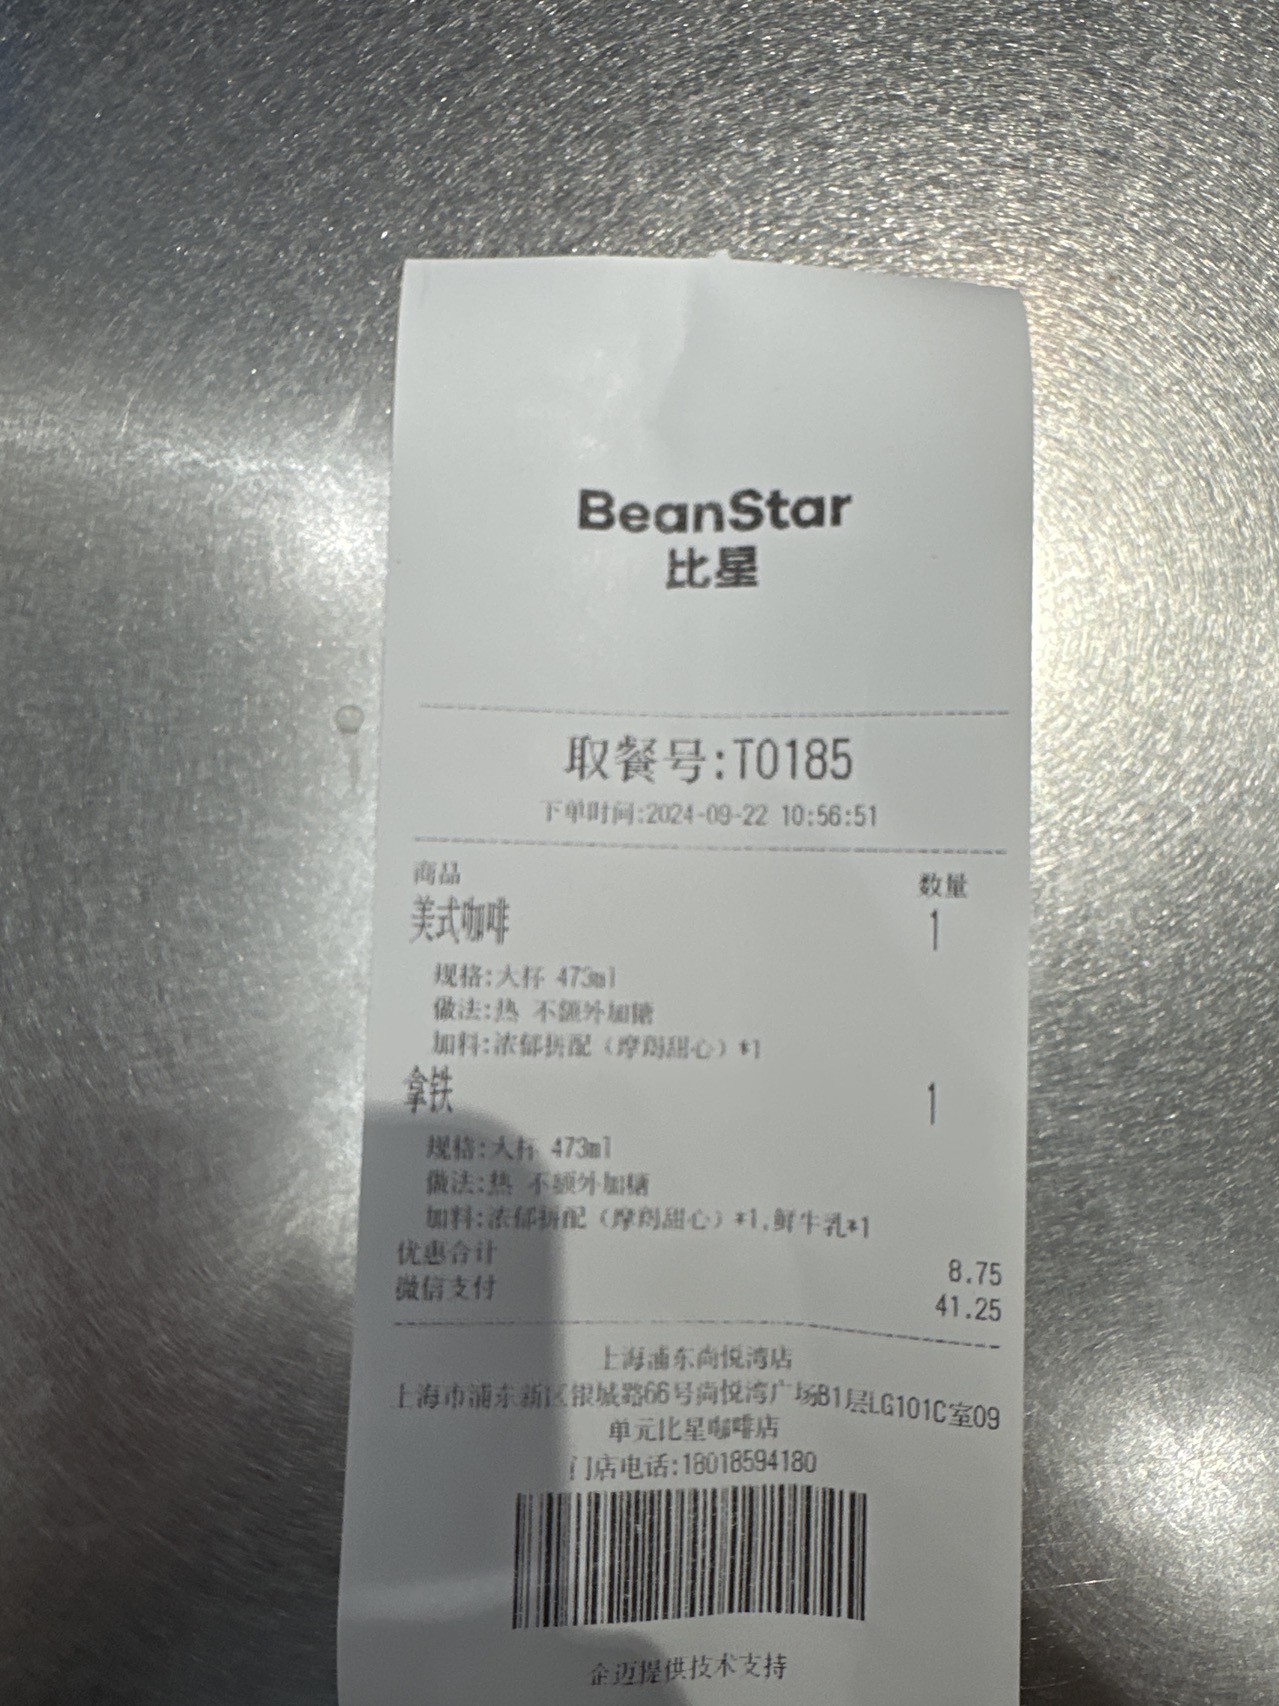 BeanStar
比星
取餐号:T0185
下单时间:2024-09-22 10:56:51
商品 数量
美式咖啡 1
规格:大杯 473ml
做法:热 不额外加糖
加料:浓郁拼配（摩羯甜心）*1
拿铁 1
规格:大杯 473ml
做法:热 不额外加糖
加料:浓郁拼配（摩羯甜心）*1,鲜牛乳*1
优惠合计 8.75
微信支付 41.25
上海浦东尚悦湾店
上海市浦东新区银城路66号尚悦湾广场B1层LG101C室09
单元比星咖啡店
门店电话:18018594180
企迈提供技术支持